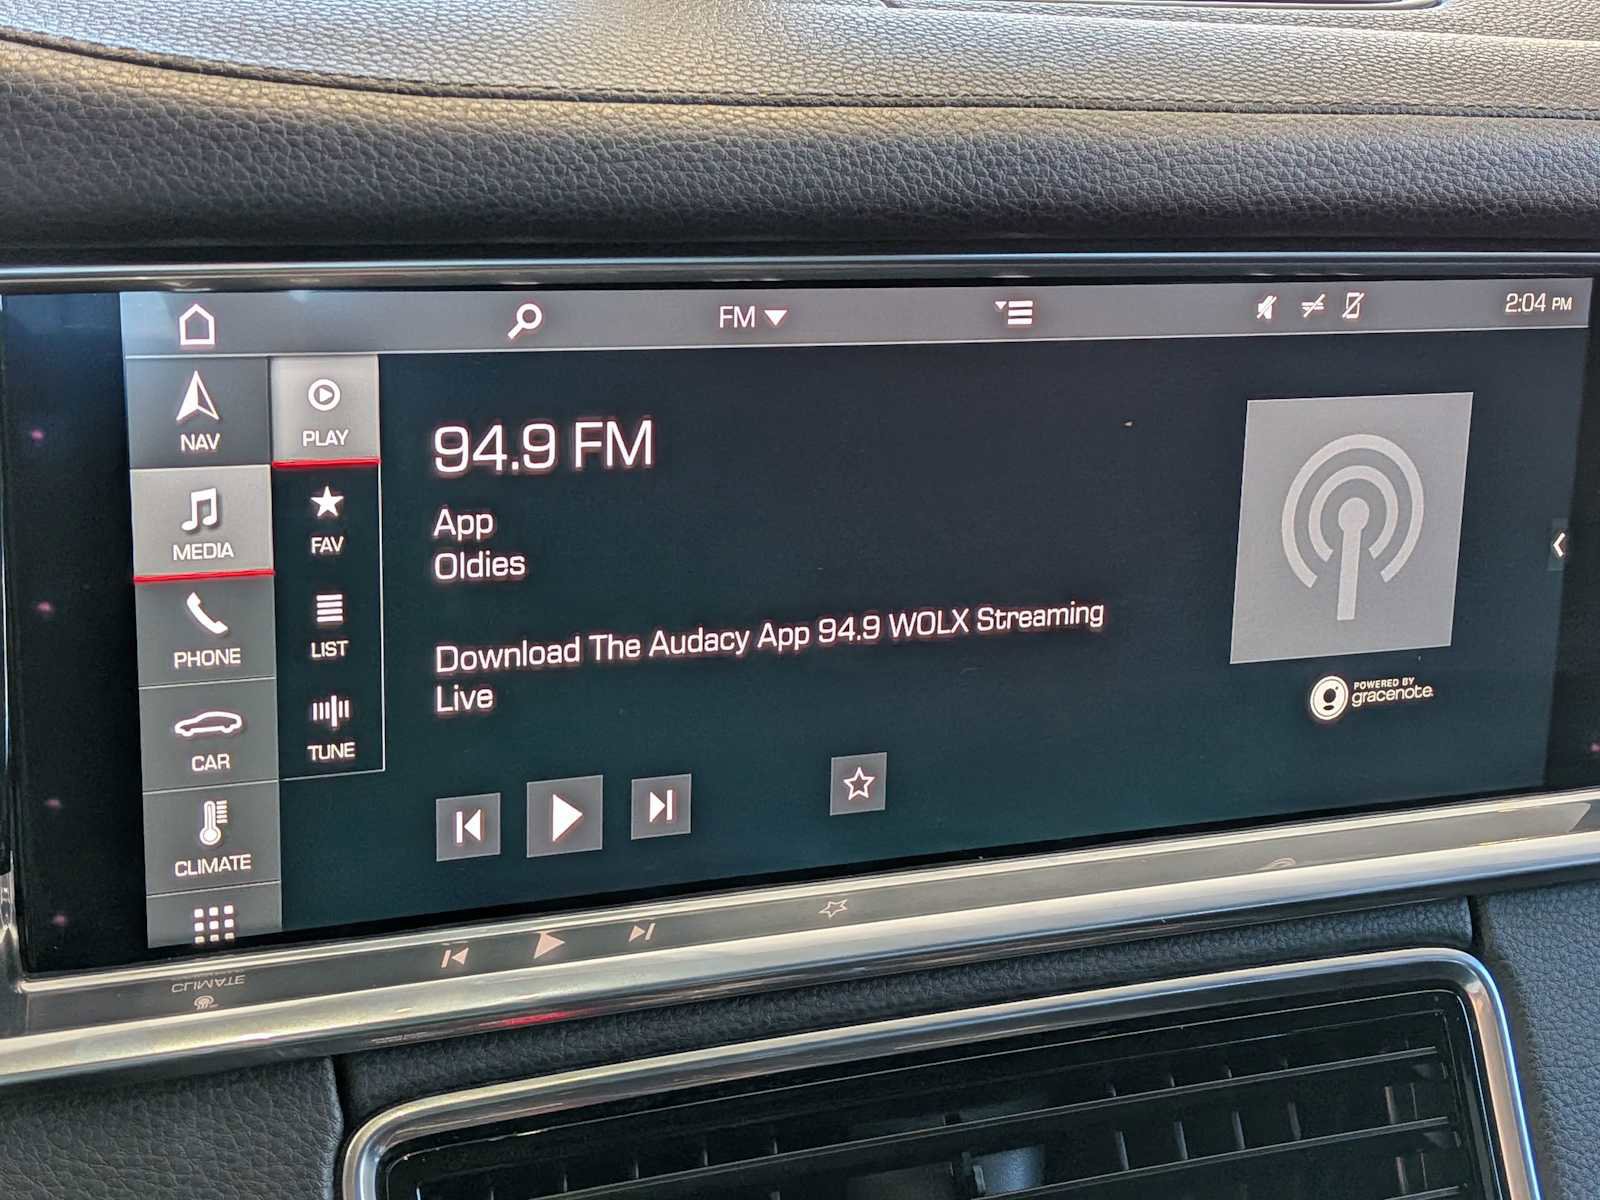 FM
2:04 PM
NAV
PLAY
MEDIA
FAV
PHONE
LIST
CAR
TUNE
CLIMATE
94.9 FM
App
Oldies
Download The Audacy App 94.9 WOLX Streaming
Live
POWERED BY
gracenote.
CLIMATE